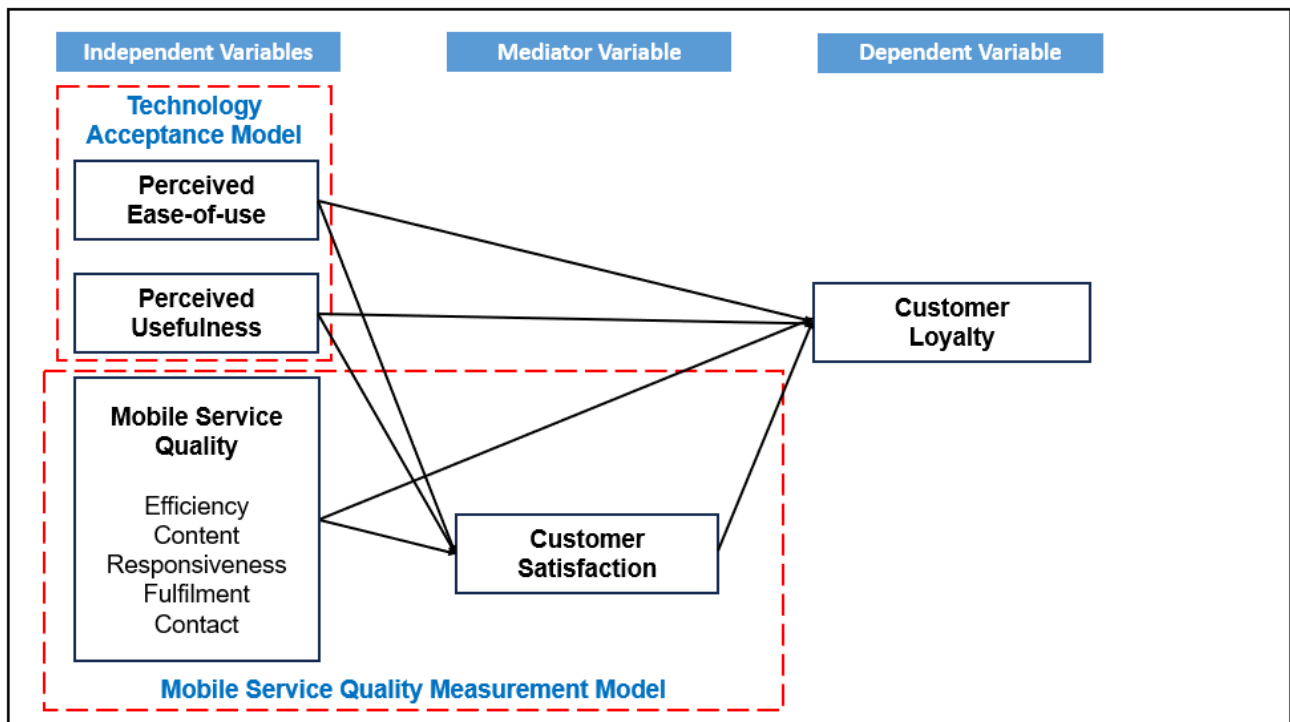 Independent Variables
Mediator Variable
Dependent Variable
Technology
Acceptance Model
Perceived
Ease-of-use
Perceived
Usefulness
Customer
Loyalty
Mobile Service
Quality
Efficiency
Content
Responsiveness
Fulfilment
Contact
Customer
Satisfaction
Mobile Service Quality Measurement Model